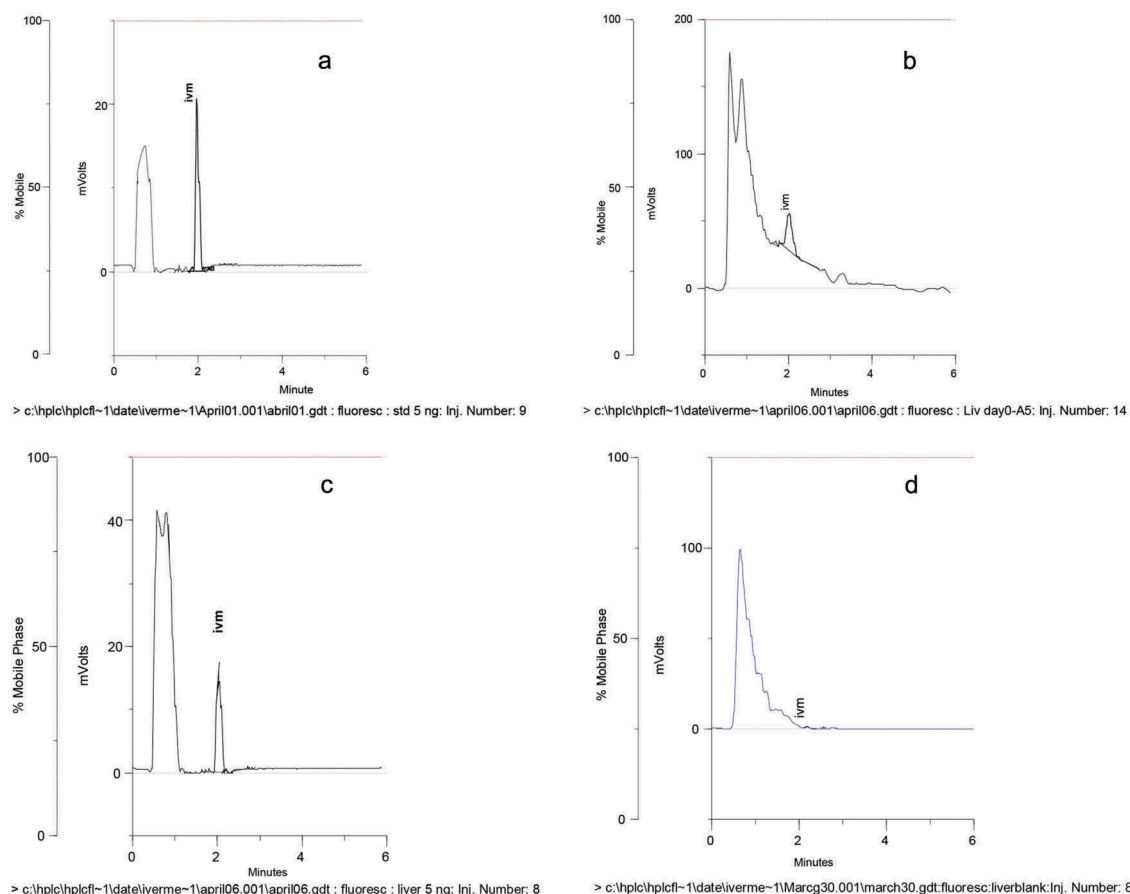 a
100
50
0
% Mobile
20
0
mVolts
ivm
0
2
4
6
Minute
> c:\hplc\hplcfl~1\date\iverme~1\April01.001\abril01.gdt : fluoresc : std 5 ng: Inj. Number: 9
b
100
50
0
% Mobile
200
100
0
mVolts
ivm
0
2
4
6
> c:\hplc\hplcfl~1\date\iverme~1\april06.001\april06.gdt : fluoresc : Liv day0-A5: Inj. Number: 14
c
100
50
0
% Mobile Phase
40
20
0
mVolts
ivm
0
2
4
6
Minutes
> c:\hplc\hplcfl~1\date\iverme~1\april06.001\april06.gdt : fluoresc : liver 5 ng: Inj. Number: 8
d
100
50
0
% Mobile Phase
100
0
mVolts
ivm
0
2
4
6
Minutes
> c:\hplc\hplcfl~1\date\iverme~1\Marcg30.001\march30.gdt:fluoresc:liverblank:Inj. Number: 8